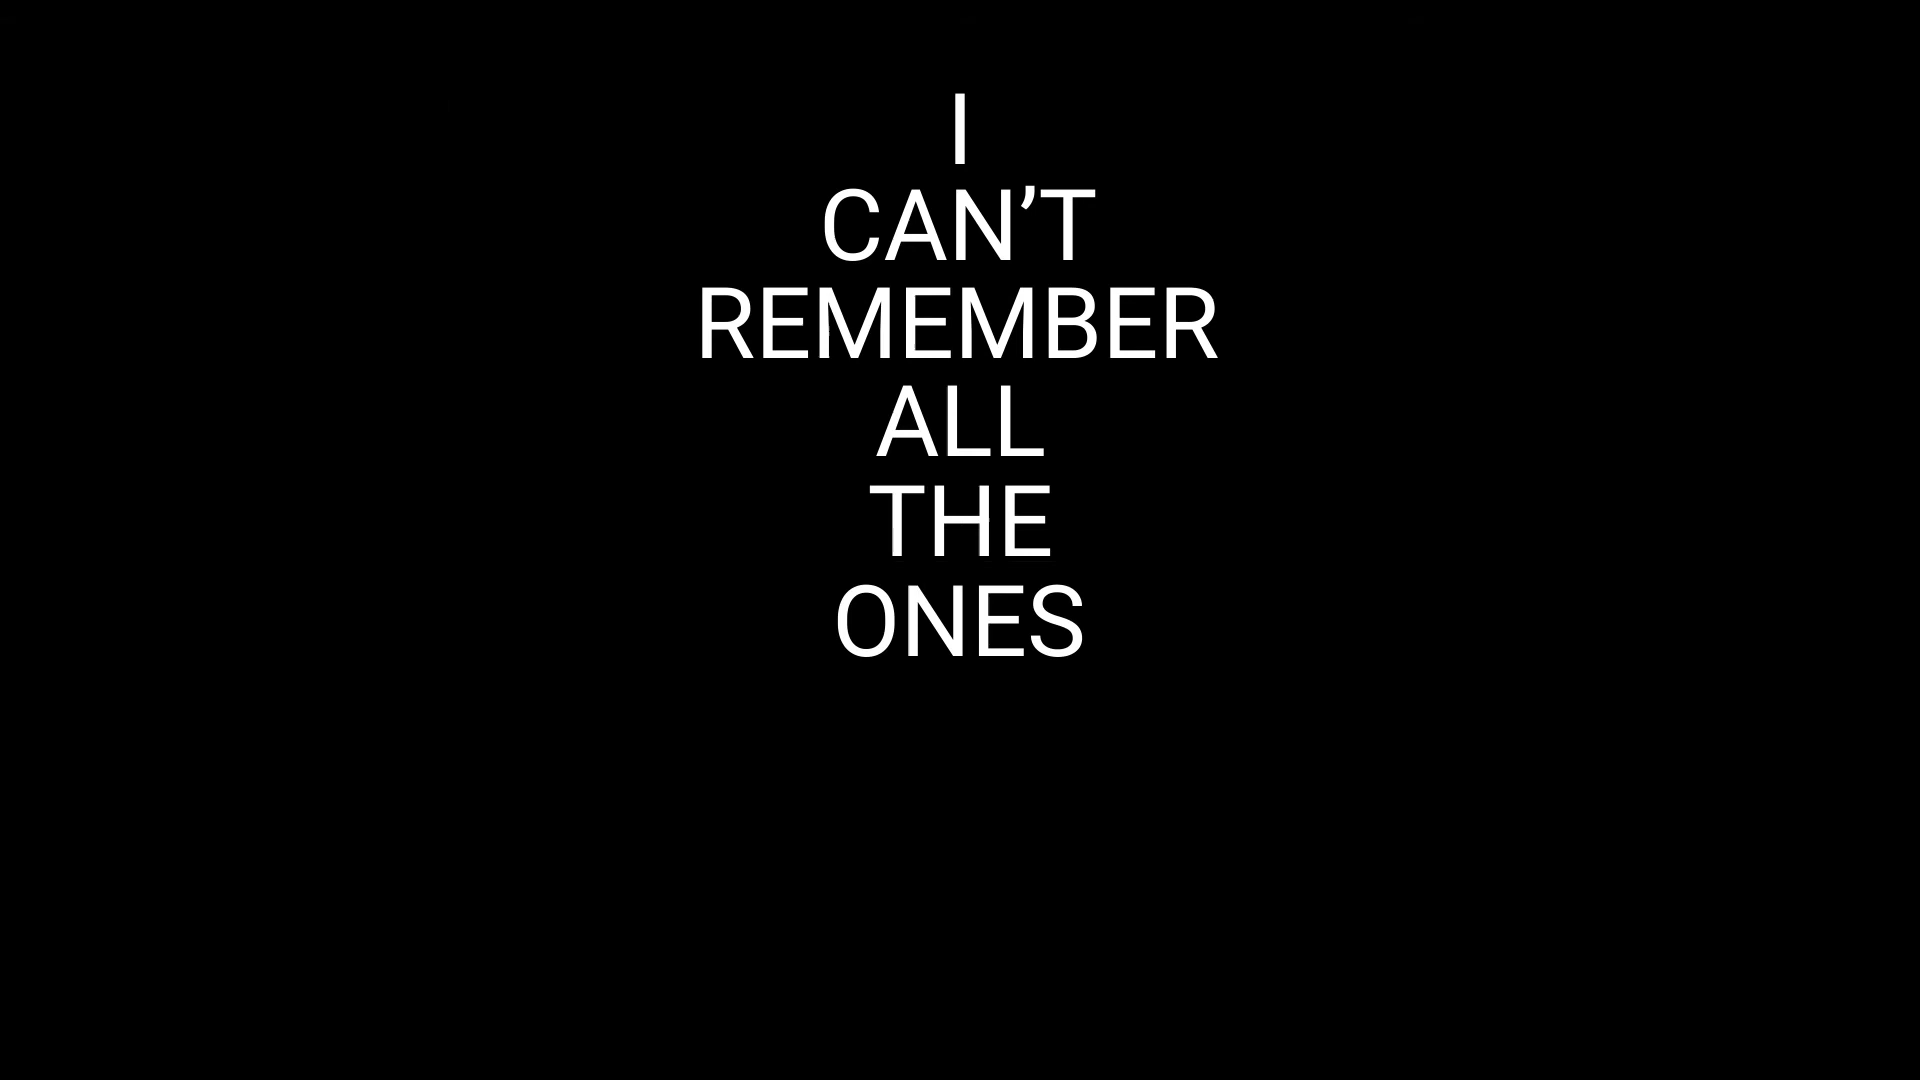 I
CAN’T
REMEMBER
ALL
THE
ONES